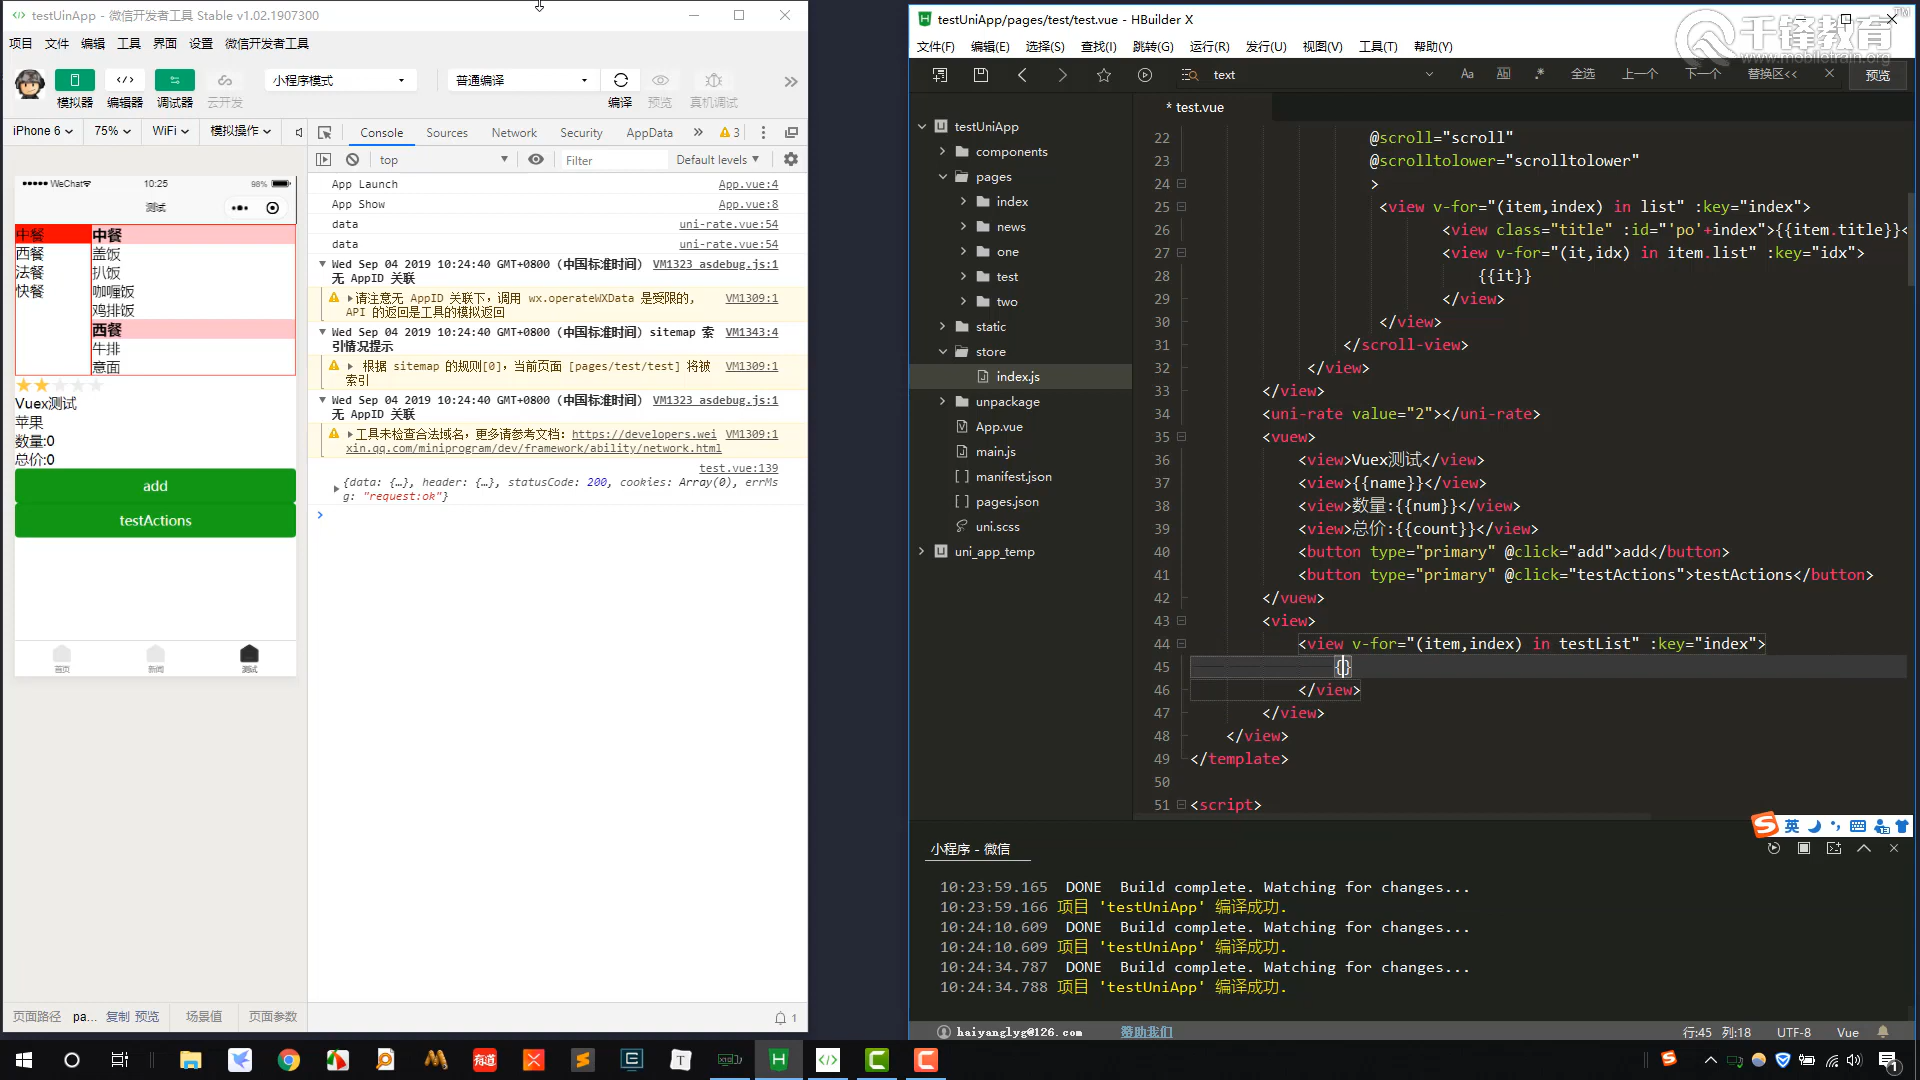 testUinApp - 微信开发者工具 Stable v1.02.1907300
项目 文件 编辑 工具 界面 设置 微信开发者工具
模拟器 编辑器 调试器 云开发
小程序模式
普通编译
编译 预览 真机调试
iPhone 6 75% WiFi 模拟操作
Console Sources Network Security AppData 3
top Filter Default levels
WeChat 10:25 98%
测试
中餐
西餐
法餐
快餐
中餐
盖饭
扒饭
咖喱饭
鸡排饭
西餐
牛排
意面
Vuex测试
苹果
数量:0
总价:0
add
testActions
首页 新闻 测试
App Launch App.vue:4
App Show App.vue:8
data uni-rate.vue:54
data uni-rate.vue:54
Wed Sep 04 2019 10:24:40 GMT+0800 (中国标准时间) VM1323 asdebug.js:1
无 AppID 关联
请注意无 AppID 关联下，调用 wx.operateWXData 是受限的, VM1309:1
API 的返回是工具的模拟返回
Wed Sep 04 2019 10:24:40 GMT+0800 (中国标准时间) sitemap 索 VM1343:4
引情况提示
根据 sitemap 的规则[0]，当前页面 [pages/test/test] 将被 VM1309:1
索引
Wed Sep 04 2019 10:24:40 GMT+0800 (中国标准时间) VM1323 asdebug.js:1
无 AppID 关联
工具未检查合法域名，更多请参考文档: https://developers.wei VM1309:1
xin.qq.com/miniprogram/dev/framework/ability/network.html
test.vue:139
{data: {…}, header: {…}, statusCode: 200, cookies: Array(0), errMs
g: "request:ok"}
页面路径 pa... 复制 预览 场景值 页面参数 1
testUniApp/pages/test/test.vue - HBuilder X
文件(F) 编辑(E) 选择(S) 查找(I) 跳转(G) 运行(R) 发行(U) 视图(V) 工具(T) 帮助(Y)
千锋教育 TM
www.mobiletrain.org
text Aa Ab .* 全选 上一个 下一个 替换区<< 预览
* test.vue
testUniApp
components
pages
index
news
one
test
two
static
store
index.js
unpackage
App.vue
main.js
manifest.json
pages.json
uni.scss
uni_app_temp
22 @scroll="scroll"
23 @scrolltolower="scrolltolower"
24 >
25 <view v-for="(item,index) in list" :key="index">
26 <view class="title" :id="'po'+index">{{item.title}}<
27 <view v-for="(it,idx) in item.list" :key="idx">
28 {{it}}
29 </view>
30 </view>
31 </scroll-view>
32 </view>
33 </view>
34 <uni-rate value="2"></uni-rate>
35 <vuew>
36 <view>Vuex测试</view>
37 <view>{{name}}</view>
38 <view>数量:{{num}}</view>
39 <view>总价:{{count}}</view>
40 <button type="primary" @click="add">add</button>
41 <button type="primary" @click="testActions">testActions</button>
42 </vuew>
43 <view>
44 <view v-for="(item,index) in testList" :key="index">
45 {}
46 </view>
47 </view>
48 </view>
49 </template>
50
51 <script>
英
小程序 - 微信
10:23:59.165 DONE Build complete. Watching for changes...
10:23:59.166 项目 'testUniApp' 编译成功.
10:24:10.609 DONE Build complete. Watching for changes...
10:24:10.609 项目 'testUniApp' 编译成功.
10:24:34.787 DONE Build complete. Watching for changes...
10:24:34.788 项目 'testUniApp' 编译成功.
haiyanglyg@126.com 赞助我们 行:45 列:18 UTF-8 Vue
有道